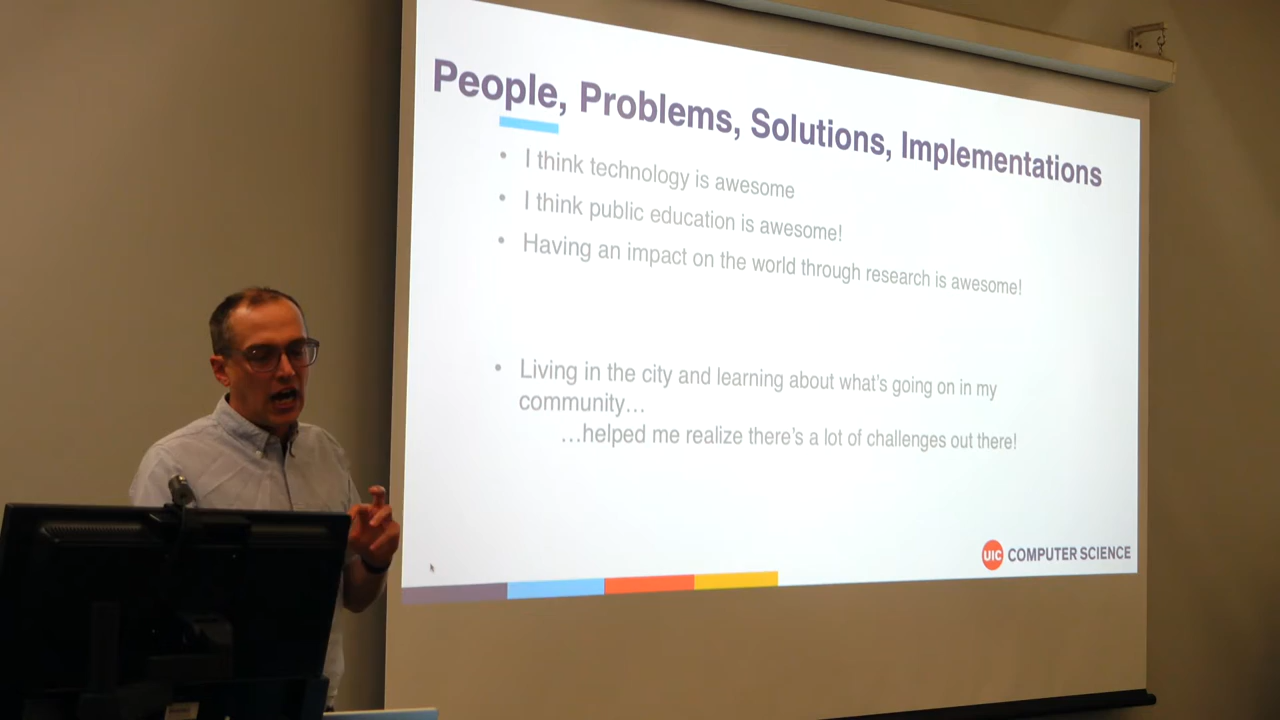 People, Problems, Solutions, Implementations
• I think technology is awesome
• I think public education is awesome!
• Having an impact on the world through research is awesome!
• Living in the city and learning about what's going on in my
community…
…helped me realize there's a lot of challenges out there!
UIC COMPUTER SCIENCE